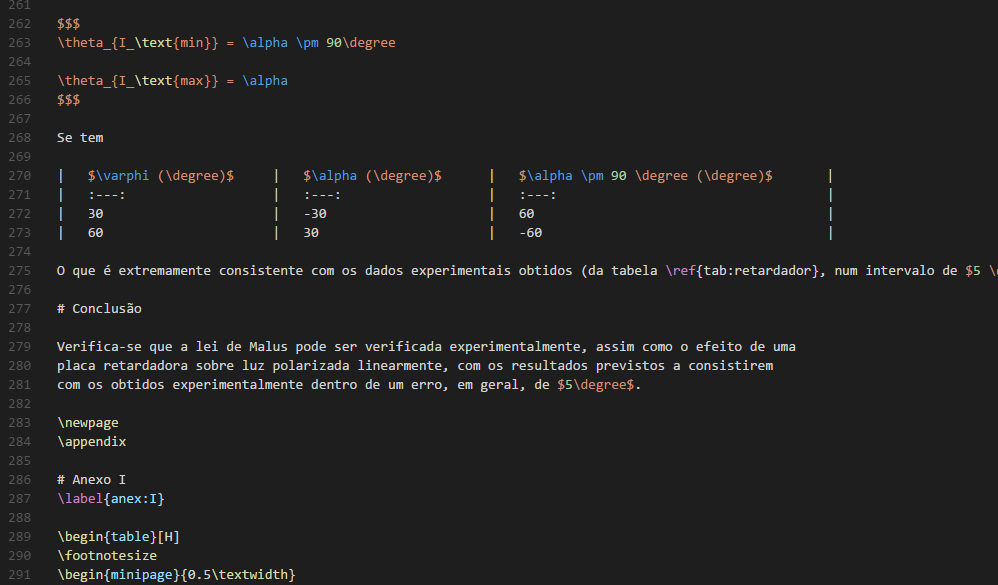 261
262 $$$
263 \theta_{I_\text{min}} = \alpha \pm 90\degree
264
265 \theta_{I_\text{max}} = \alpha
266 $$$
267
268 Se tem
269
270 | $\varphi (\degree)$ | $\alpha (\degree)$ | $\alpha \pm 90 \degree (\degree)$ |
271 | :---: | :---: | :---: |
272 | 30 | -30 | 60 |
273 | 60 | 30 | -60 |
274
275 O que é extremamente consistente com os dados experimentais obtidos (da tabela \ref{tab:retardador}, num intervalo de $5 \
276
277 # Conclusão
278
279 Verifica-se que a lei de Malus pode ser verificada experimentalmente, assim como o efeito de uma
280 placa retardadora sobre luz polarizada linearmente, com os resultados previstos a consistirem
281 com os obtidos experimentalmente dentro de um erro, em geral, de $5\degree$.
282
283 \newpage
284 \appendix
285
286 # Anexo I
287 \label{anex:I}
288
289 \begin{table}[H]
290 \footnotesize
291 \begin{minipage}{0.5\textwidth}